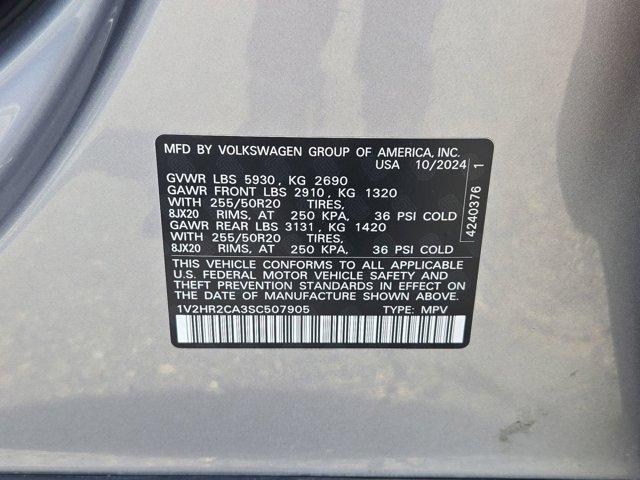 MFD BY VOLKSWAGEN GROUP OF AMERICA, INC.
USA 10/2024
GVWR LBS 5930, KG 2690
GAWR FRONT LBS 2910, KG 1320
WITH 255/50R20 TIRES,
8JX20 RIMS, AT 250 KPA, 36 PSI COLD
GAWR REAR LBS 3131, KG 1420
WITH 255/50R20 TIRES,
8JX20 RIMS, AT 250 KPA, 36 PSI COLD
THIS VEHICLE CONFORMS TO ALL APPLICABLE
U.S. FEDERAL MOTOR VEHICLE SAFETY AND
THEFT PREVENTION STANDARDS IN EFFECT ON
THE DATE OF MANUFACTURE SHOWN ABOVE.
1V2HR2CA3SC507905 TYPE: MPV
4240376 1